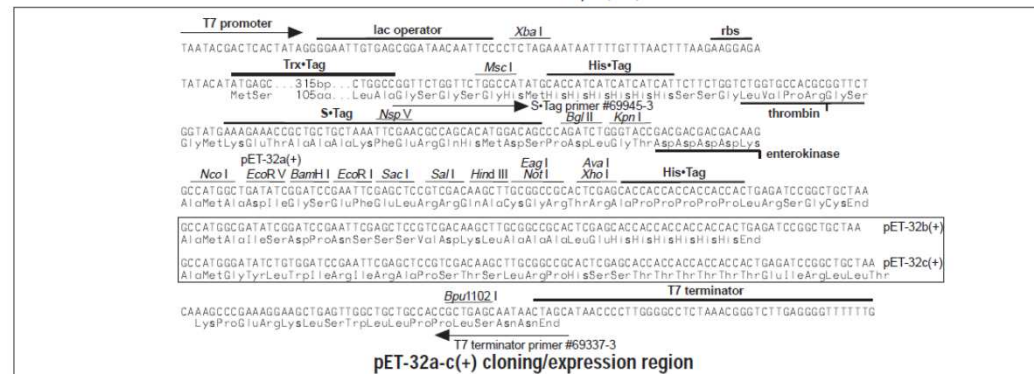 T7 promoter lac operator Xba I rbs
TAATACGACTCACTATAGGGGAATTGTGAGCGGATAACAATTCCCCTCTAGAAATAATTTTGTTTAACTTTAAGAAGGAGA
Trx•Tag Msc I His•Tag
TATACATATGAGC...315bp...CTGGCCGGTTCTGGTTCTGGCCATATGCACCATCATCATCATCATTCTTCTGGTCTGGTGCCACGCGGTTCT
MetSer 105aa...LeuAlaGlySerGlySerGlyHisMetHisHisHisHisHisHisSerSerGlyLeuValProArgGlySer
S•Tag primer #69945-3
thrombin
S•Tag NspV Bgl II Kpn I
GGTATGAAAGAAACCGCTGCTGCTAAATTCGAACGCCAGCACATGGACAGCCCAGATCTGGGTACCGACGACGACGACAAG
GlyMetLysGluThrAlaAlaAlaLysPheGluArgGlnHisMetAspSerProAspLeuGlyThrAspAspAspAspLys
enterokinase
pET-32a(+) Eag I Ava I
Nco I EcoR V BamH I EcoR I Sac I Sal I Hind III Not I Xho I His•Tag
GCCATGGCTGATATCGGATCCGAATTCGAGCTCCGTCGACAAGCTTGCGGCCGCACTCGAGCACCACCACCACCACCACTGAGATCCGGCTGCTAA
AlaMetAlaAspIleGlySerGluPheGluLeuArgArgGlnAlaCysGlyArgThrArgAlaProProProProProProLeuArgSerGlyCysEnd
GCCATGGCGATATCGGATCCGAATTCGAGCTCCGTCGACAAGCTTGCGGCCGCACTCGAGCACCACCACCACCACCACTGAGATCCGGCTGCTAA pET-32b(+)
AlaMetAlaIleSerAspProAsnSerSerSerValAspLysLeuAlaAlaAlaLeuGluHisHisHisHisHisHisEnd
GCCATGGGATATCTGTGGATCCGAATTCGAGCTCCGTCGACAAGCTTGCGGCCGCACTCGAGCACCACCACCACCACCACTGAGATCCGGCTGCTAA pET-32c(+)
AlaMetGlyTyrLeuTrpIleArgIleArgAlaProSerThrSerLeuArgProHisSerSerThrThrThrThrThrThrGluIleArgLeuLeuThr
Bpu1102 I T7 terminator
CAAAGCCCGAAAGGAAGCTGAGTTGGCTGCTGCCACCGCTGAGCAATAACTAGCATAACCCCTTGGGGCCTCTAAACGGGTCTTGAGGGGTTTTTTG
LysProGluArgLysLeuSerTrpLeuLeuProProLeuSerAsnAsnEnd
T7 terminator primer #69337-3
pET-32a-c(+) cloning/expression region